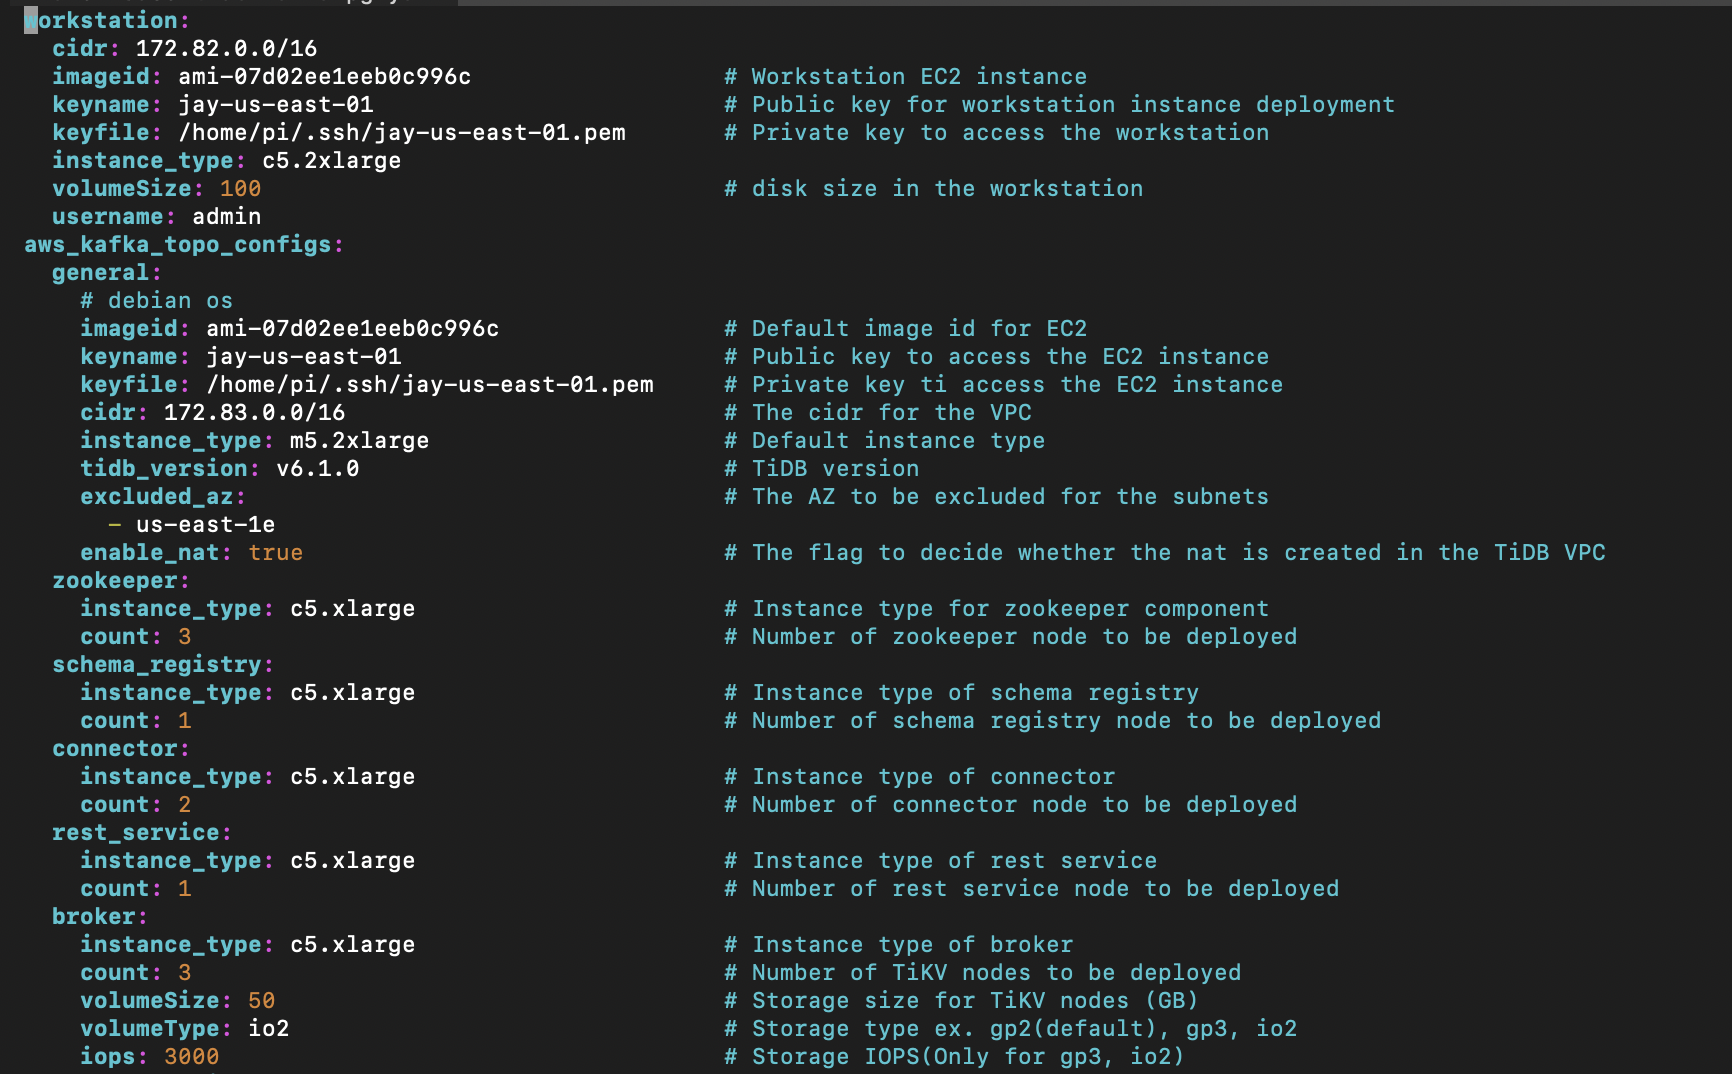 workstation:
  cidr: 172.82.0.0/16
  imageid: ami-07d02ee1eeb0c996c                  # Workstation EC2 instance
  keyname: jay-us-east-01                         # Public key for workstation instance deployment
  keyfile: /home/pi/.ssh/jay-us-east-01.pem       # Private key to access the workstation
  instance_type: c5.2xlarge
  volumeSize: 100                                 # disk size in the workstation
  username: admin
aws_kafka_topo_configs:
  general:
    # debian os
    imageid: ami-07d02ee1eeb0c996c                # Default image id for EC2
    keyname: jay-us-east-01                       # Public key to access the EC2 instance
    keyfile: /home/pi/.ssh/jay-us-east-01.pem     # Private key ti access the EC2 instance
    cidr: 172.83.0.0/16                           # The cidr for the VPC
    instance_type: m5.2xlarge                     # Default instance type
    tidb_version: v6.1.0                          # TiDB version
    excluded_az:                                  # The AZ to be excluded for the subnets
      - us-east-1e
    enable_nat: true                              # The flag to decide whether the nat is created in the TiDB VPC
  zookeeper:
    instance_type: c5.xlarge                      # Instance type for zookeeper component
    count: 3                                      # Number of zookeeper node to be deployed
  schema_registry:
    instance_type: c5.xlarge                      # Instance type of schema registry
    count: 1                                      # Number of schema registry node to be deployed
  connector:
    instance_type: c5.xlarge                      # Instance type of connector
    count: 2                                      # Number of connector node to be deployed
  rest_service:
    instance_type: c5.xlarge                      # Instance type of rest service
    count: 1                                      # Number of rest service node to be deployed
  broker:
    instance_type: c5.xlarge                      # Instance type of broker
    count: 3                                      # Number of TiKV nodes to be deployed
    volumeSize: 50                                # Storage size for TiKV nodes (GB)
    volumeType: io2                               # Storage type ex. gp2(default), gp3, io2
    iops: 3000                                    # Storage IOPS(Only for gp3, io2)